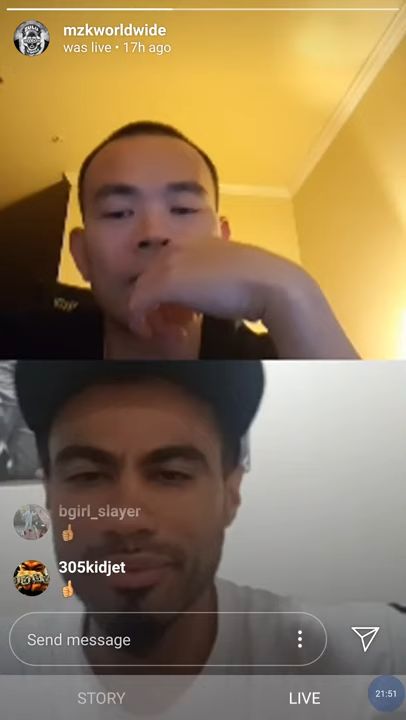 mzkworldwide
was live • 17h ago
bgirl_slayer
👍
305kidjet
👍
Send message
STORY
LIVE
21:51